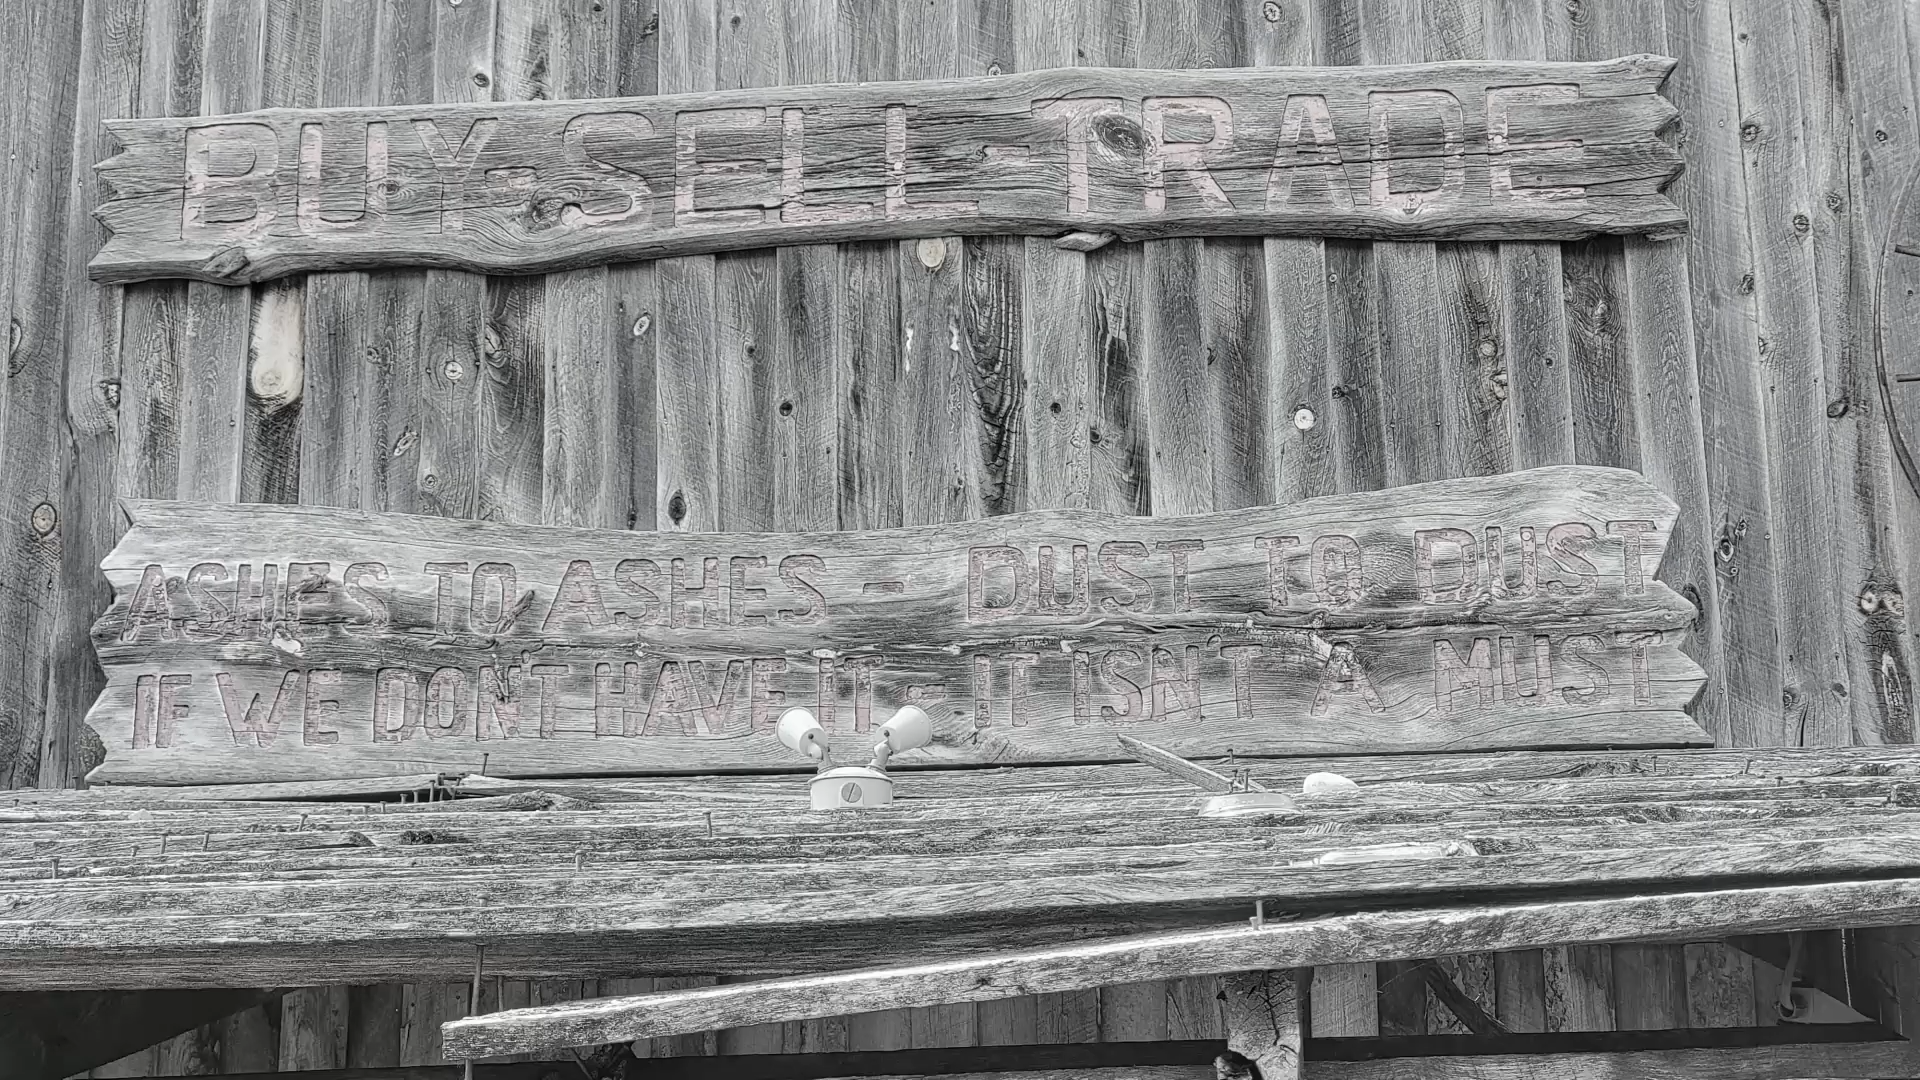 BUY-SELL-TRADE
ASHES TO ASHES - DUST TO DUST
IF WE DON'T HAVE IT - IT ISN'T A MUST